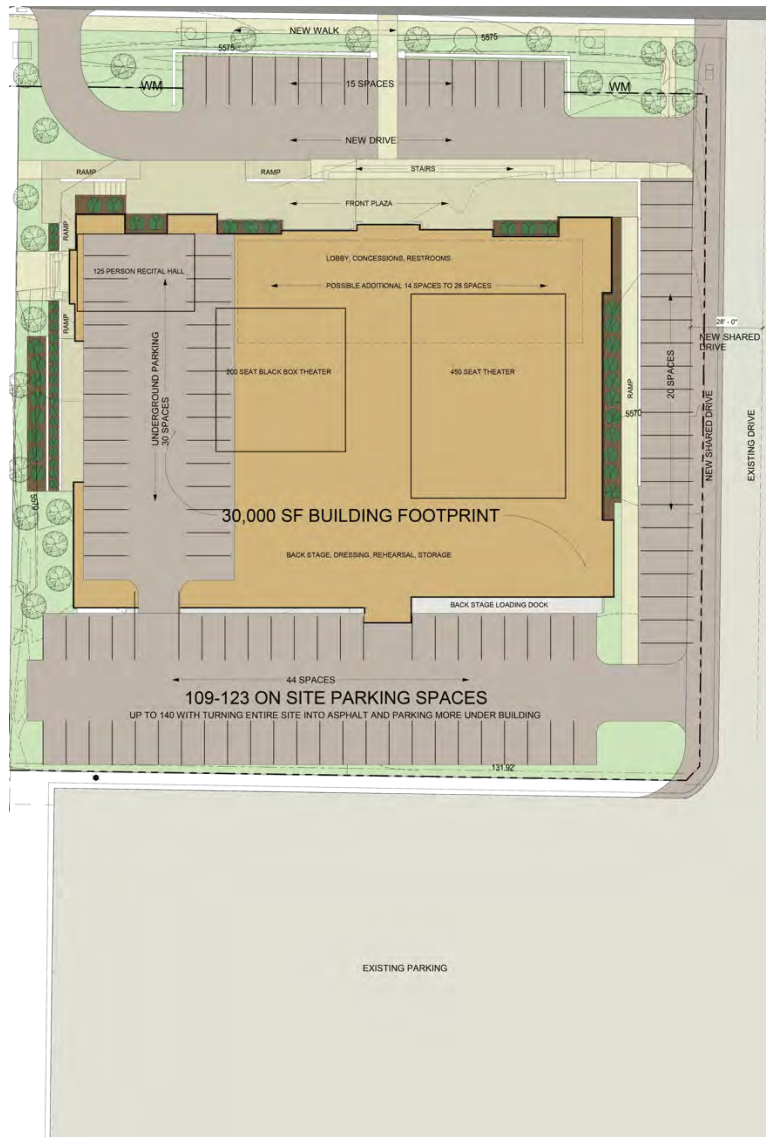 NEW WALK
5575
5575
WM
15 SPACES
WM
NEW DRIVE
RAMP
RAMP
STAIRS
FRONT PLAZA
RAMP
LOBBY, CONCESSIONS, RESTROOMS
125 PERSON RECITAL HALL
POSSIBLE ADDITIONAL 14 SPACES TO 28 SPACES
RAMP
28' - 0"
NEW SHARED
DRIVE
UNDERGROUND PARKING
30 SPACES
200 SEAT BLACK BOX THEATER
450 SEAT THEATER
RAMP
20 SPACES
5570
NEW SHARED DRIVE
EXISTING DRIVE
5570
30,000 SF BUILDING FOOTPRINT
BACK STAGE, DRESSING, REHEARSAL, STORAGE
BACK STAGE LOADING DOCK
44 SPACES
109-123 ON SITE PARKING SPACES
UP TO 140 WITH TURNING ENTIRE SITE INTO ASPHALT AND PARKING MORE UNDER BUILDING
131.92'
EXISTING PARKING